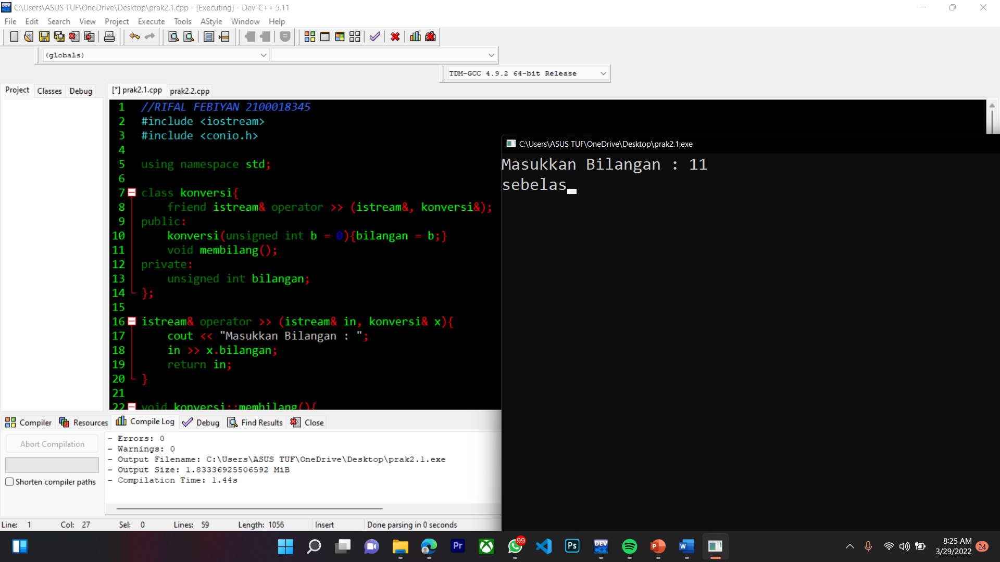 C:\Users\ASUS TUF\OneDrive\Desktop\prak2.1.cpp - [Executing] - Dev-C++ 5.11
File Edit Search View Project Execute Tools AStyle Window Help
(globals)
TDM-GCC 4.9.2 64-bit Release
Project Classes Debug
[*] prak2.1.cpp prak2.2.cpp
1 //RIFAL FEBIYAN 2100018345
2 #include <iostream>
3 #include <conio.h>
4
5 using namespace std;
6
7 class konversi{
8 friend istream& operator >> (istream&, konversi&);
9 public:
10 konversi(unsigned int b = 0){bilangan = b;}
11 void membilang();
12 private:
13 unsigned int bilangan;
14 };
15
16 istream& operator >> (istream& in, konversi& x){
17 cout << "Masukkan Bilangan : ";
18 in >> x.bilangan;
19 return in;
20 }
21
22 void konversi::membilang(){
C:\Users\ASUS TUF\OneDrive\Desktop\prak2.1.exe
Masukkan Bilangan : 11
sebelas
Compiler Resources Compile Log Debug Find Results Close
Abort Compilation
Shorten compiler paths
- Errors: 0
- Warnings: 0
- Output Filename: C:\Users\ASUS TUF\OneDrive\Desktop\prak2.1.exe
- Output Size: 1.83336925506592 MiB
- Compilation Time: 1.44s
Line: 1 Col: 27 Sel: 0 Lines: 59 Length: 1056 Insert Done parsing in 0 seconds
Pr
99
Ps
DEV C++
P
W
8:25 AM
3/29/2022
24